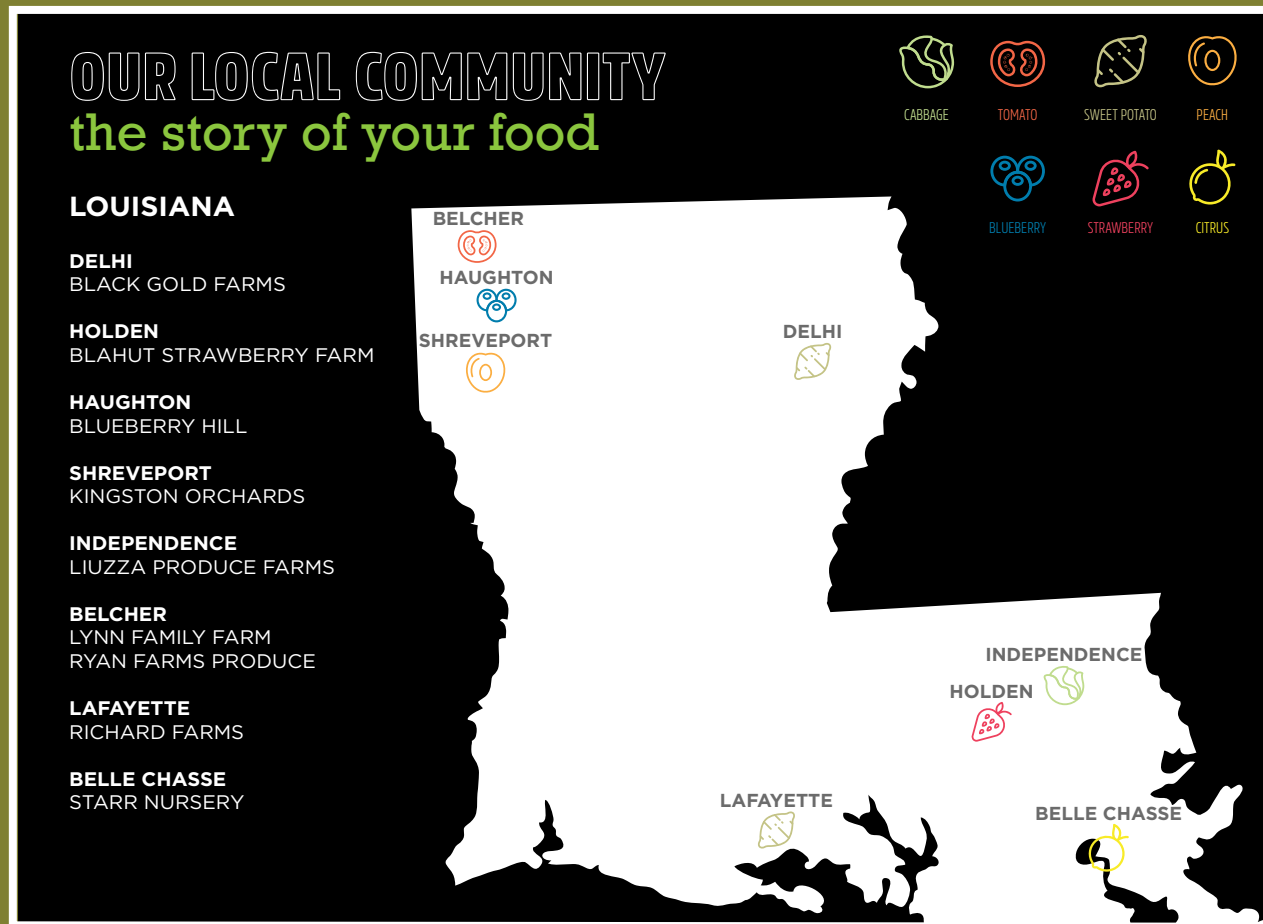 OUR LOCAL COMMUNITY
the story of your food
CABBAGE
TOMATO
SWEET POTATO
PEACH
BLUEBERRY
STRAWBERRY
CITRUS
LOUISIANA
DELHI
BLACK GOLD FARMS
HOLDEN
BLAHUT STRAWBERRY FARM
HAUGHTON
BLUEBERRY HILL
SHREVEPORT
KINGSTON ORCHARDS
INDEPENDENCE
LIUZZA PRODUCE FARMS
BELCHER
LYNN FAMILY FARM
RYAN FARMS PRODUCE
LAFAYETTE
RICHARD FARMS
BELLE CHASSE
STARR NURSERY
BELCHER
HAUGHTON
SHREVEPORT
DELHI
INDEPENDENCE
HOLDEN
LAFAYETTE
BELLE CHASSE